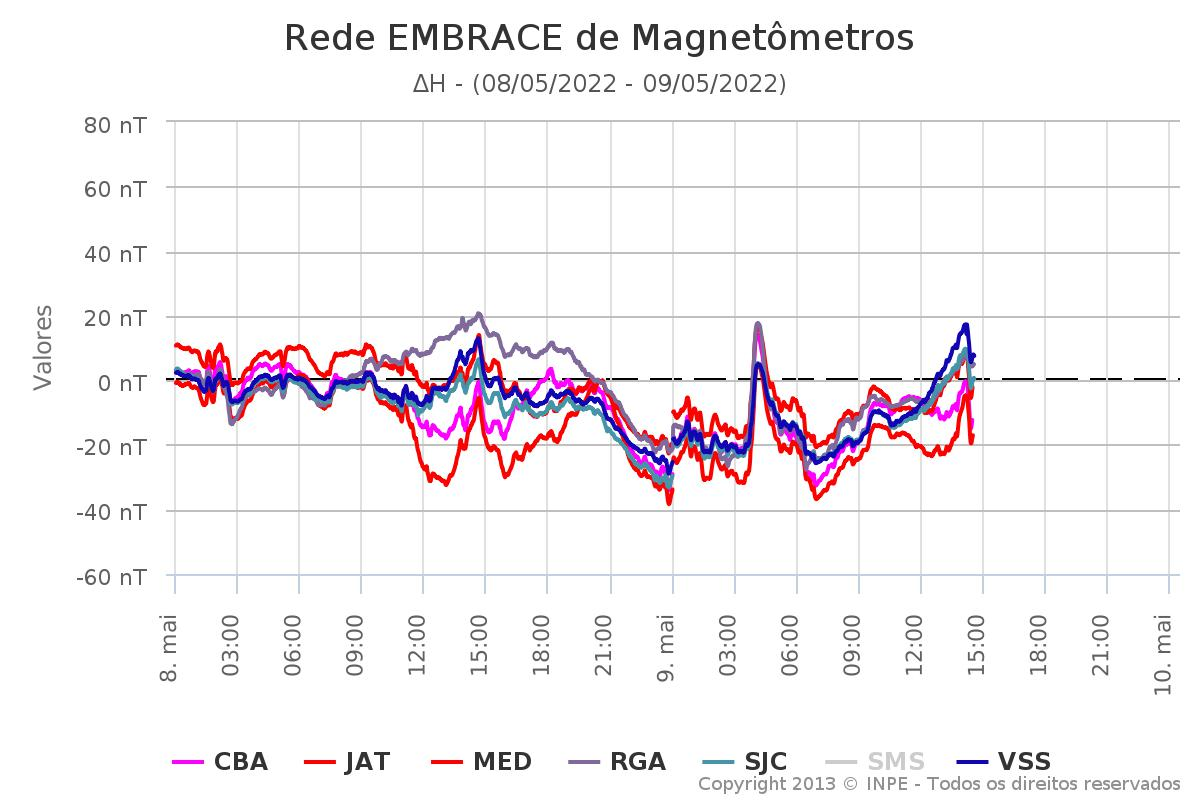 Rede EMBRACE de Magnetômetros
ΔH - (08/05/2022 - 09/05/2022)
Valores
80 nT
60 nT
40 nT
20 nT
0 nT
-20 nT
-40 nT
-60 nT
8. mai
03:00
06:00
09:00
12:00
15:00
18:00
21:00
9. mai
03:00
06:00
09:00
12:00
15:00
18:00
21:00
10. mai
CBA JAT MED RGA SJC SMS VSS
Copyright 2013 © INPE - Todos os direitos reservados